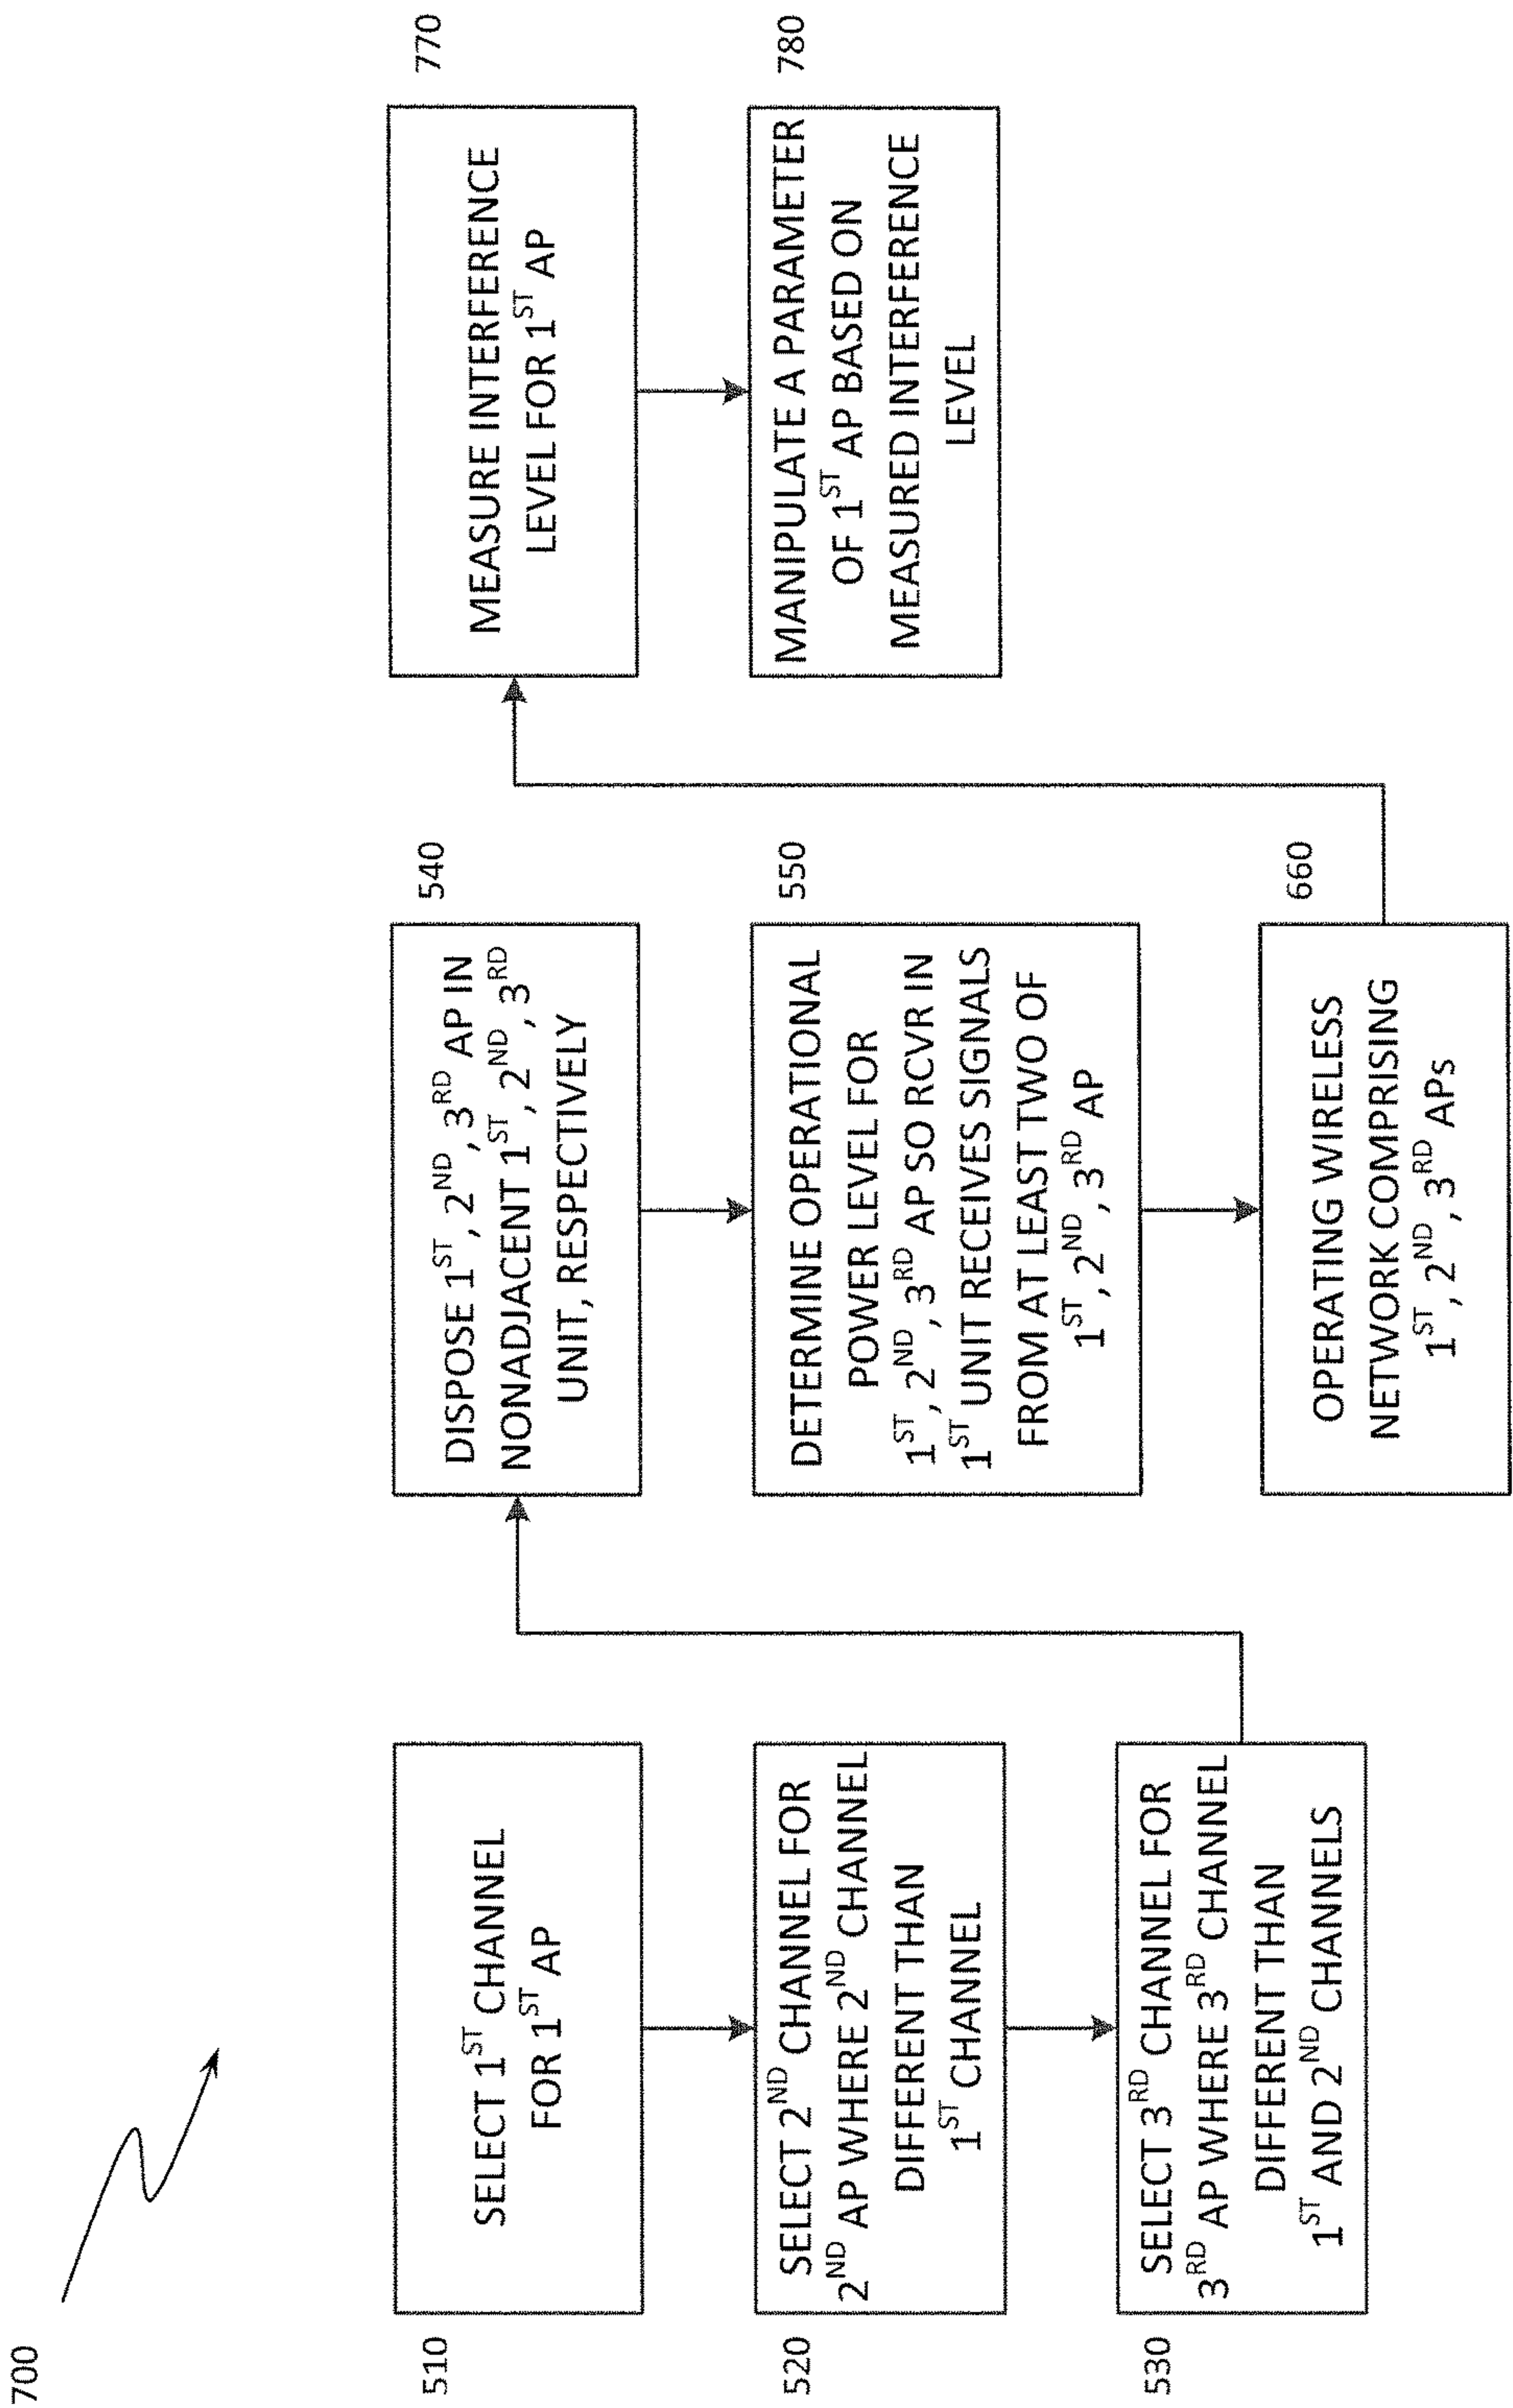 700
510
SELECT 1ST CHANNEL
FOR 1ST AP
520
SELECT 2ND CHANNEL FOR
2ND AP WHERE 2ND CHANNEL
DIFFERENT THAN
1ST CHANNEL
530
SELECT 3RD CHANNEL FOR
3RD AP WHERE 3RD CHANNEL
DIFFERENT THAN
1ST AND 2ND CHANNELS
540
DISPOSE 1ST, 2ND, 3RD AP IN
NONADJACENT 1ST, 2ND, 3RD
UNIT, RESPECTIVELY
550
DETERMINE OPERATIONAL
POWER LEVEL FOR
1ST, 2ND, 3RD AP SO RCVR IN
1ST UNIT RECEIVES SIGNALS
FROM AT LEAST TWO OF
1ST, 2ND, 3RD AP
660
OPERATING WIRELESS
NETWORK COMPRISING
1ST, 2ND, 3RD APs
770
MEASURE INTERFERENCE
LEVEL FOR 1ST AP
780
MANIPULATE A PARAMETER
OF 1ST AP BASED ON
MEASURED INTERFERENCE
LEVEL